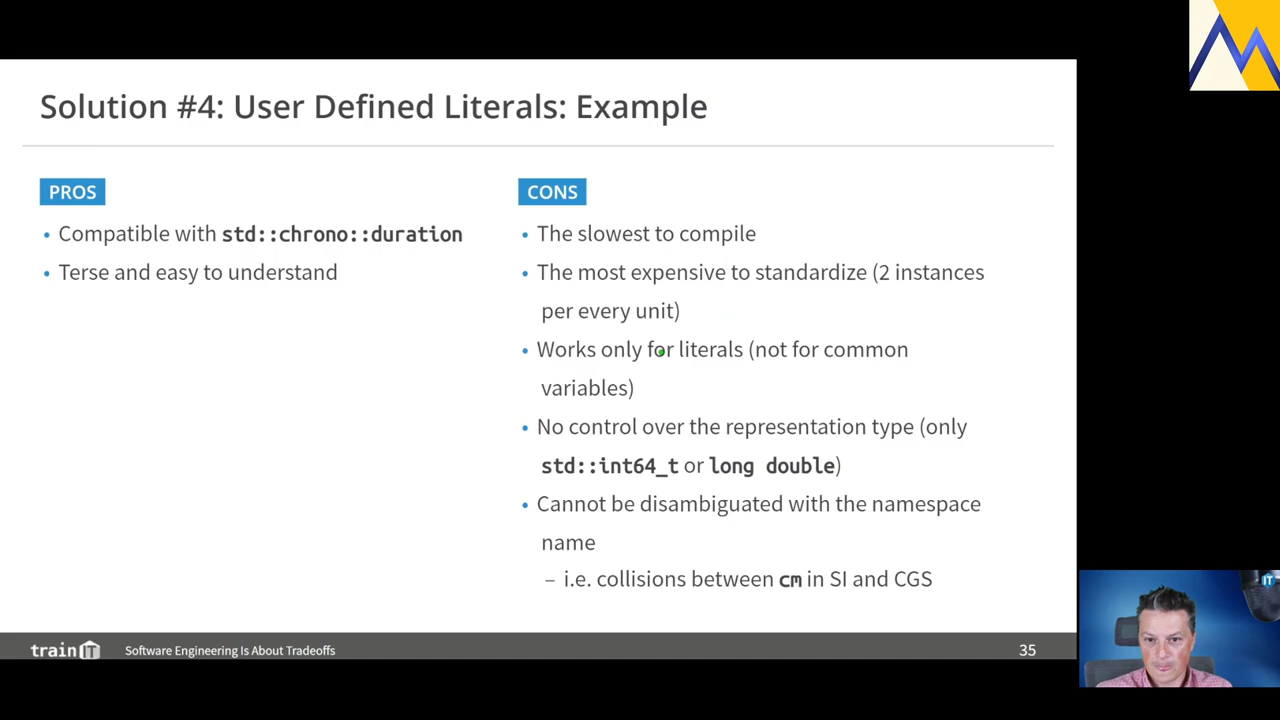 Solution #4: User Defined Literals: Example
PROS
• Compatible with std::chrono::duration
• Terse and easy to understand
CONS
• The slowest to compile
• The most expensive to standardize (2 instances
per every unit)
• Works only for literals (not for common
variables)
• No control over the representation type (only
std::int64_t or long double)
• Cannot be disambiguated with the namespace
name
– i.e. collisions between cm in SI and CGS
train IT
Software Engineering Is About Tradeoffs
35
IT